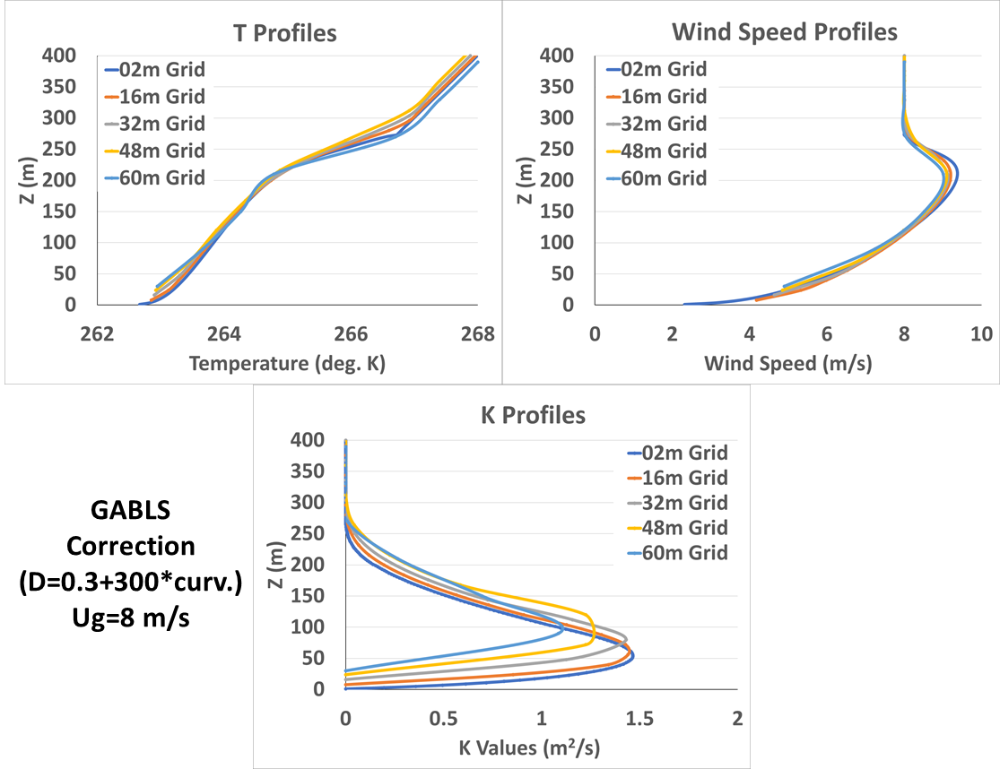 T Profiles
400
350
300
250
200
150
100
50
0
Z (m)
02m Grid
16m Grid
32m Grid
48m Grid
60m Grid
262 264 266 268
Temperature (deg. K)
Wind Speed Profiles
400
350
300
250
200
150
100
50
0
Z (m)
02m Grid
16m Grid
32m Grid
48m Grid
60m Grid
0 2 4 6 8 10
Wind Speed (m/s)
GABLS
Correction
(D=0.3+300*curv.)
Ug=8 m/s
K Profiles
400
350
300
250
200
150
100
50
0
Z (m)
02m Grid
16m Grid
32m Grid
48m Grid
60m Grid
0 0.5 1 1.5 2
K Values (m²/s)